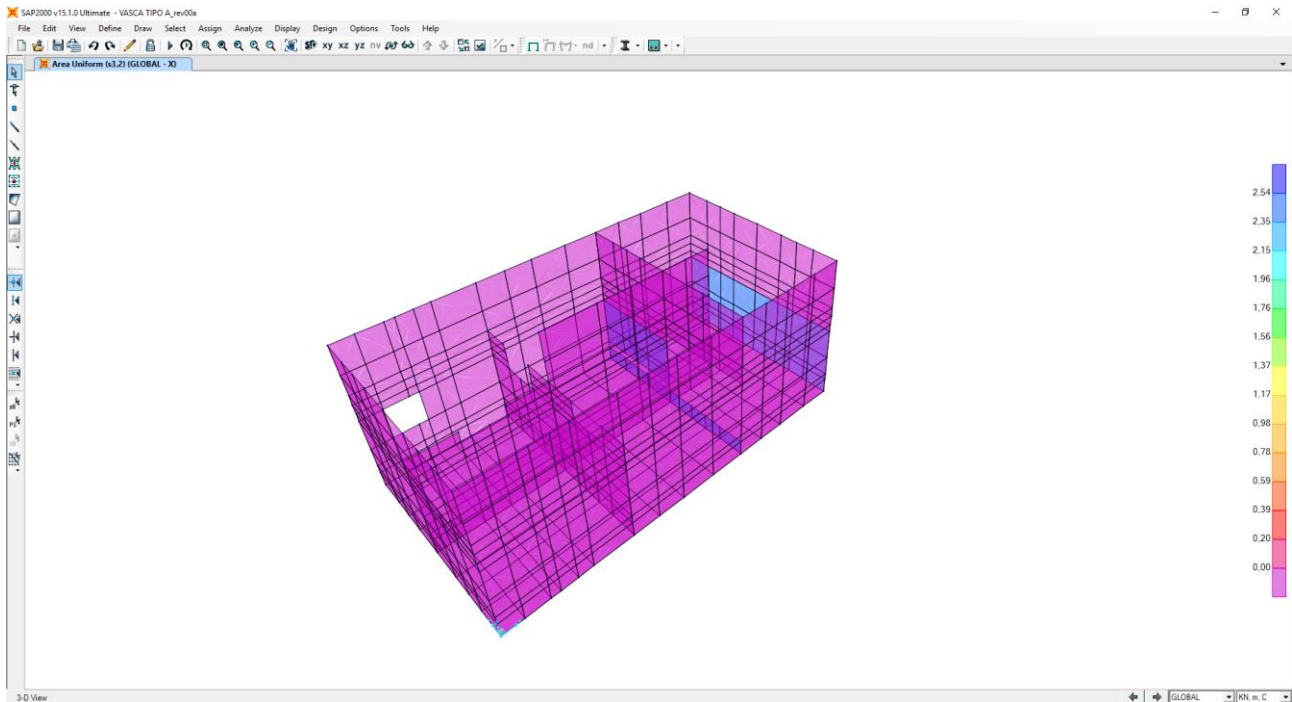 SAP2000 v15.1.0 Ultimate - VASCA TIPO A_rev00a
File Edit View Define Draw Select Assign Analyze Display Design Options Tools Help
xy xz yz nv nd
Area Uniform (s3,2) (GLOBAL - X)
2,54
2,35
2,15
1,96
1,76
1,56
1,37
1,17
0,98
0,78
0,59
0,39
0,20
0,00
3-D View
GLOBAL
KN, m, C